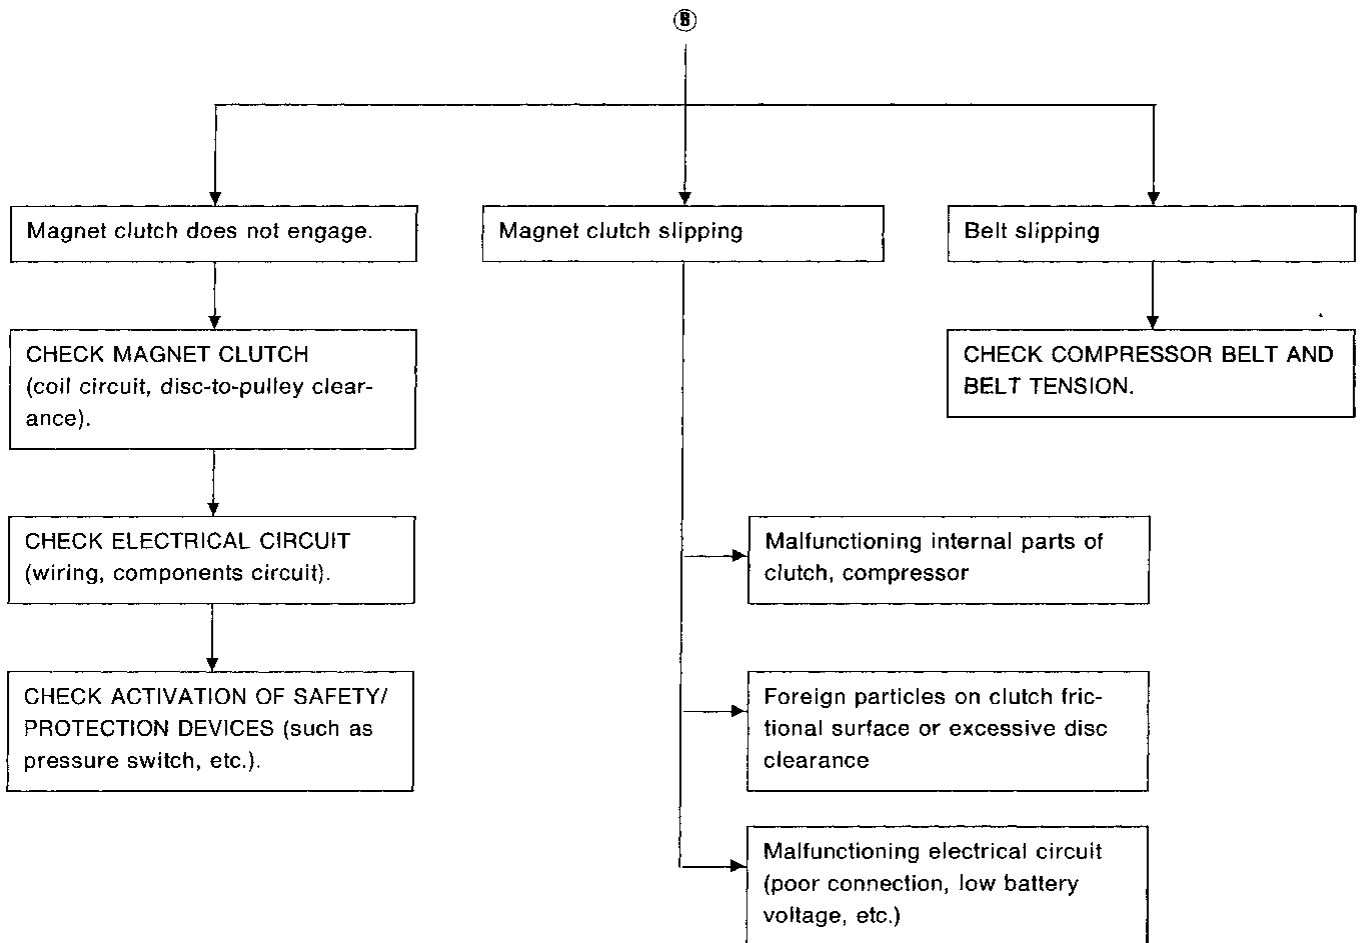 B
Magnet clutch does not engage.
Magnet clutch slipping
Belt slipping
CHECK MAGNET CLUTCH
(coil circuit, disc-to-pulley clear-
ance).
CHECK COMPRESSOR BELT AND
BELT TENSION.
CHECK ELECTRICAL CIRCUIT
(wiring, components circuit).
Malfunctioning internal parts of
clutch, compressor
CHECK ACTIVATION OF SAFETY/
PROTECTION DEVICES (such as
pressure switch, etc.).
Foreign particles on clutch fric-
tional surface or excessive disc
clearance
Malfunctioning electrical circuit
(poor connection, low battery
voltage, etc.)